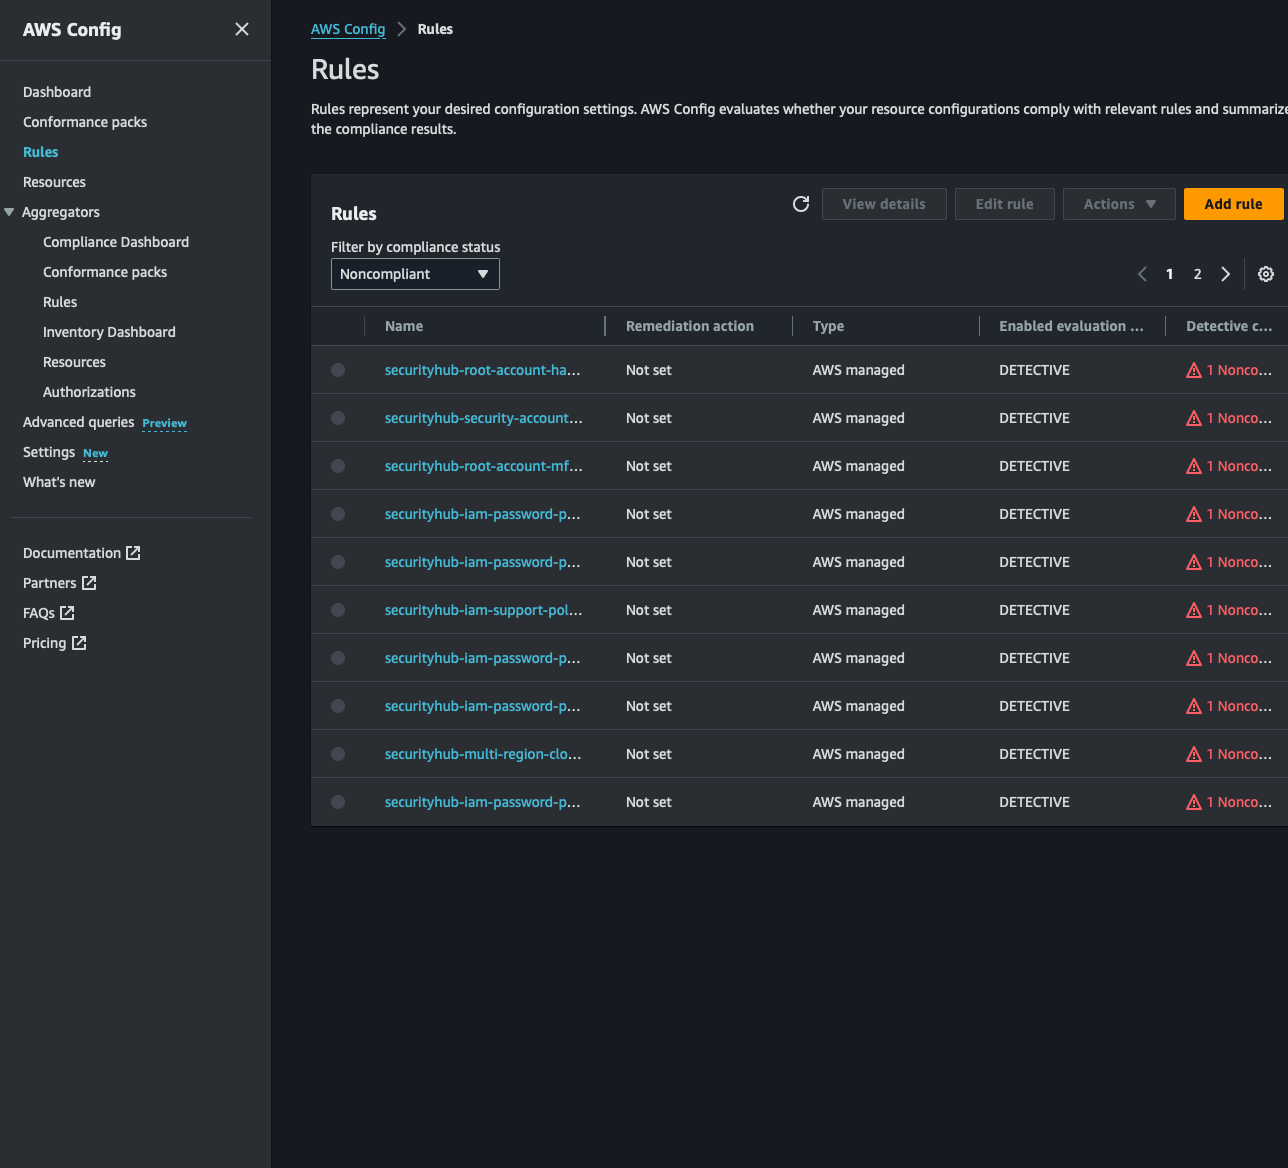 AWS Config
Dashboard
Conformance packs
Rules
Resources
Aggregators
Compliance Dashboard
Conformance packs
Rules
Inventory Dashboard
Resources
Authorizations
Advanced queries Preview
Settings New
What's new
Documentation
Partners
FAQs
Pricing
AWS Config > Rules
Rules
Rules represent your desired configuration settings. AWS Config evaluates whether your resource configurations comply with relevant rules and summarize
the compliance results.
Rules
View details Edit rule Actions Add rule
Filter by compliance status
Noncompliant 1 2
Name Remediation action Type Enabled evaluation ... Detective c...
securityhub-root-account-ha... Not set AWS managed DETECTIVE 1 Nonco...
securityhub-security-account... Not set AWS managed DETECTIVE 1 Nonco...
securityhub-root-account-mf... Not set AWS managed DETECTIVE 1 Nonco...
securityhub-iam-password-p... Not set AWS managed DETECTIVE 1 Nonco...
securityhub-iam-password-p... Not set AWS managed DETECTIVE 1 Nonco...
securityhub-iam-support-pol... Not set AWS managed DETECTIVE 1 Nonco...
securityhub-iam-password-p... Not set AWS managed DETECTIVE 1 Nonco...
securityhub-iam-password-p... Not set AWS managed DETECTIVE 1 Nonco...
securityhub-multi-region-clo... Not set AWS managed DETECTIVE 1 Nonco...
securityhub-iam-password-p... Not set AWS managed DETECTIVE 1 Nonco...